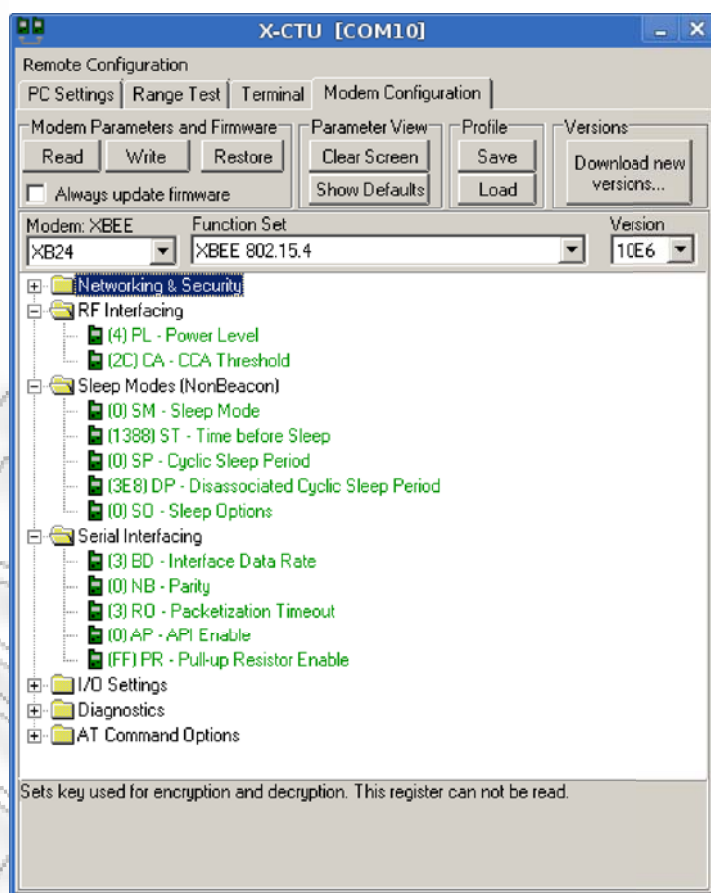 X-CTU [COM10]
Remote Configuration
PC Settings Range Test Terminal Modem Configuration
Modem Parameters and Firmware Parameter View Profile Versions
Read Write Restore Clear Screen Save Download new versions...
Always update firmware Show Defaults Load
Modem: XBEE Function Set Version
XB24 XBEE 802.15.4 10E6
Networking & Security
RF Interfacing
(4) PL - Power Level
(2C) CA - CCA Threshold
Sleep Modes (NonBeacon)
(0) SM - Sleep Mode
(1388) ST - Time before Sleep
(0) SP - Cyclic Sleep Period
(3E8) DP - Disassociated Cyclic Sleep Period
(0) SO - Sleep Options
Serial Interfacing
(3) BD - Interface Data Rate
(0) NB - Parity
(3) RO - Packetization Timeout
(0) AP - API Enable
(FF) PR - Pull-up Resistor Enable
I/O Settings
Diagnostics
AT Command Options
Sets key used for encryption and decryption. This register can not be read.